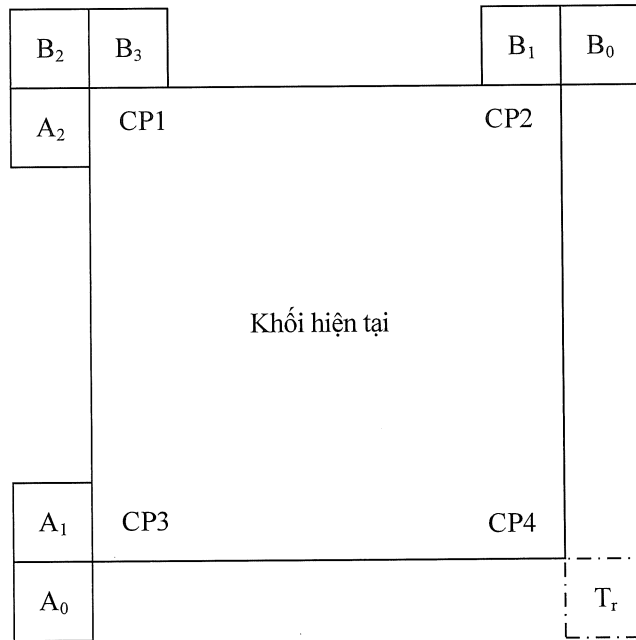 B₂ B₃ B₁ B₀
A₂ CP1 CP2
Khối hiện tại
A₁ CP3 CP4
A₀ Tᵣ